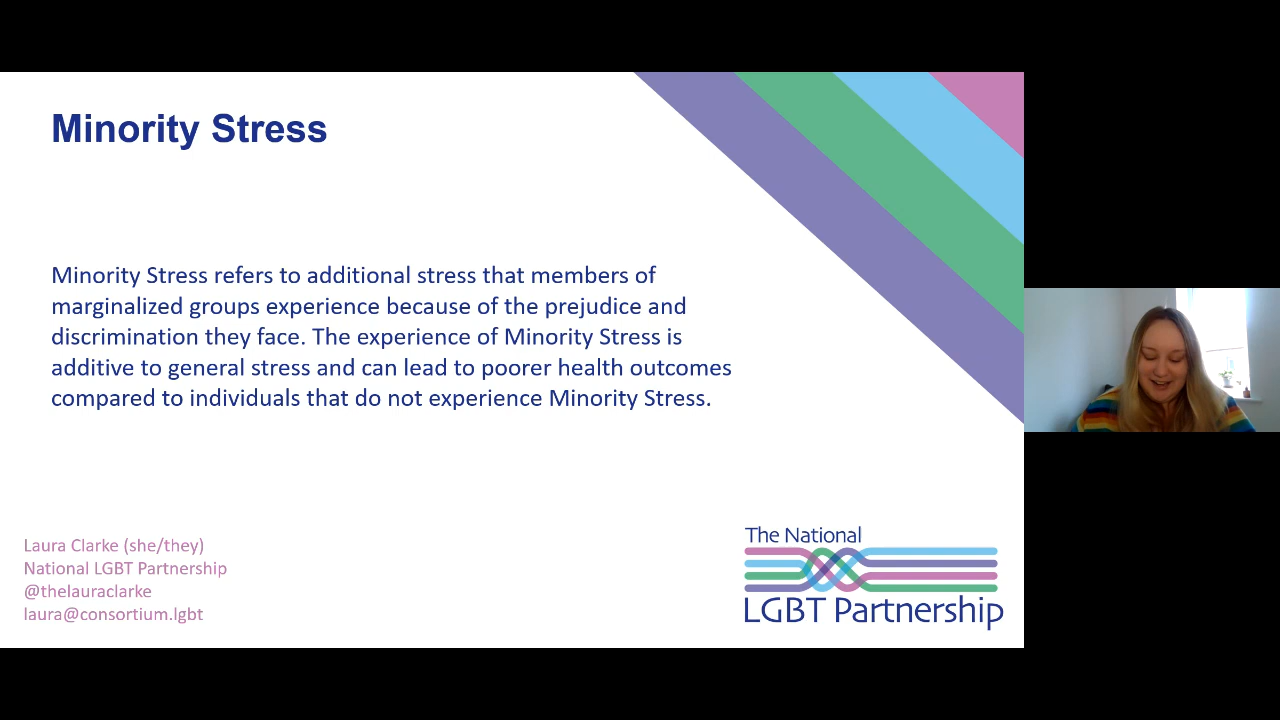 Minority Stress
Minority Stress refers to additional stress that members of
marginalized groups experience because of the prejudice and
discrimination they face. The experience of Minority Stress is
additive to general stress and can lead to poorer health outcomes
compared to individuals that do not experience Minority Stress.
Laura Clarke (she/they)
National LGBT Partnership
@thelauraclarke
laura@consortium.lgbt
The National
LGBT Partnership